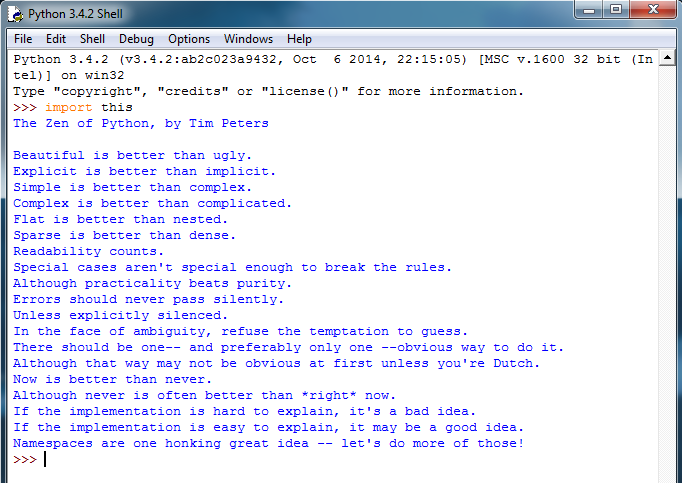 Python 3.4.2 Shell
File Edit Shell Debug Options Windows Help
Python 3.4.2 (v3.4.2:ab2c023a9432, Oct  6 2014, 22:15:05) [MSC v.1600 32 bit (In
tel)] on win32
Type "copyright", "credits" or "license()" for more information.
>>> import this
The Zen of Python, by Tim Peters

Beautiful is better than ugly.
Explicit is better than implicit.
Simple is better than complex.
Complex is better than complicated.
Flat is better than nested.
Sparse is better than dense.
Readability counts.
Special cases aren't special enough to break the rules.
Although practicality beats purity.
Errors should never pass silently.
Unless explicitly silenced.
In the face of ambiguity, refuse the temptation to guess.
There should be one-- and preferably only one --obvious way to do it.
Although that way may not be obvious at first unless you're Dutch.
Now is better than never.
Although never is often better than *right* now.
If the implementation is hard to explain, it's a bad idea.
If the implementation is easy to explain, it may be a good idea.
Namespaces are one honking great idea -- let's do more of those!
>>>